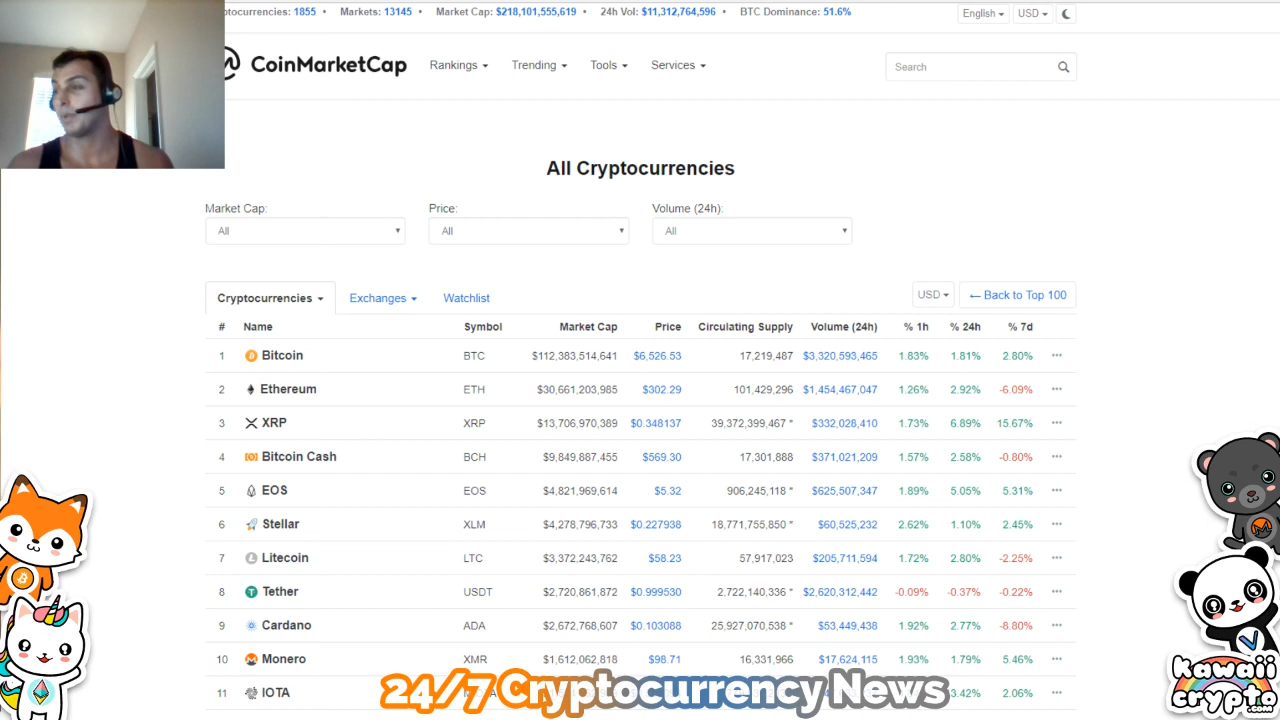 ptocurrencies: 1855 • Markets: 13145 • Market Cap: $218,101,555,619 • 24h Vol: $11,312,764,596 • BTC Dominance: 51.6% English USD
CoinMarketCap Rankings Trending Tools Services Search
All Cryptocurrencies
Market Cap: Price: Volume (24h):
All All All
Cryptocurrencies Exchanges Watchlist USD ← Back to Top 100
# Name Symbol Market Cap Price Circulating Supply Volume (24h) % 1h % 24h % 7d
1 Bitcoin BTC $112,383,514,641 $6,526.53 17,219,487 $3,320,593,465 1.83% 1.81% 2.80%
2 Ethereum ETH $30,661,203,985 $302.29 101,429,296 $1,454,467,047 1.26% 2.92% -6.09%
3 XRP XRP $13,706,970,389 $0.348137 39,372,399,467 * $332,028,410 1.73% 6.89% 15.67%
4 Bitcoin Cash BCH $9,849,887,455 $569.30 17,301,888 $371,021,209 1.57% 2.58% -0.80%
5 EOS EOS $4,821,969,614 $5.32 906,245,118 * $625,507,347 1.89% 5.05% 5.31%
6 Stellar XLM $4,278,796,733 $0.227938 18,771,755,850 * $60,525,232 2.62% 1.10% 2.45%
7 Litecoin LTC $3,372,243,762 $58.23 57,917,023 $205,711,594 1.72% 2.80% -2.25%
8 Tether USDT $2,720,861,872 $0.999530 2,722,140,336 * $2,620,312,442 -0.09% -0.37% -0.22%
9 Cardano ADA $2,672,768,607 $0.103088 25,927,070,538 * $53,449,438 1.92% 2.77% -8.80%
10 Monero XMR $1,612,062,818 $98.71 16,331,966 $17,624,115 1.93% 1.79% 5.46%
11 IOTA 3.42% 2.06%
24/7 Cryptocurrency News
kawaii
crypto
.com